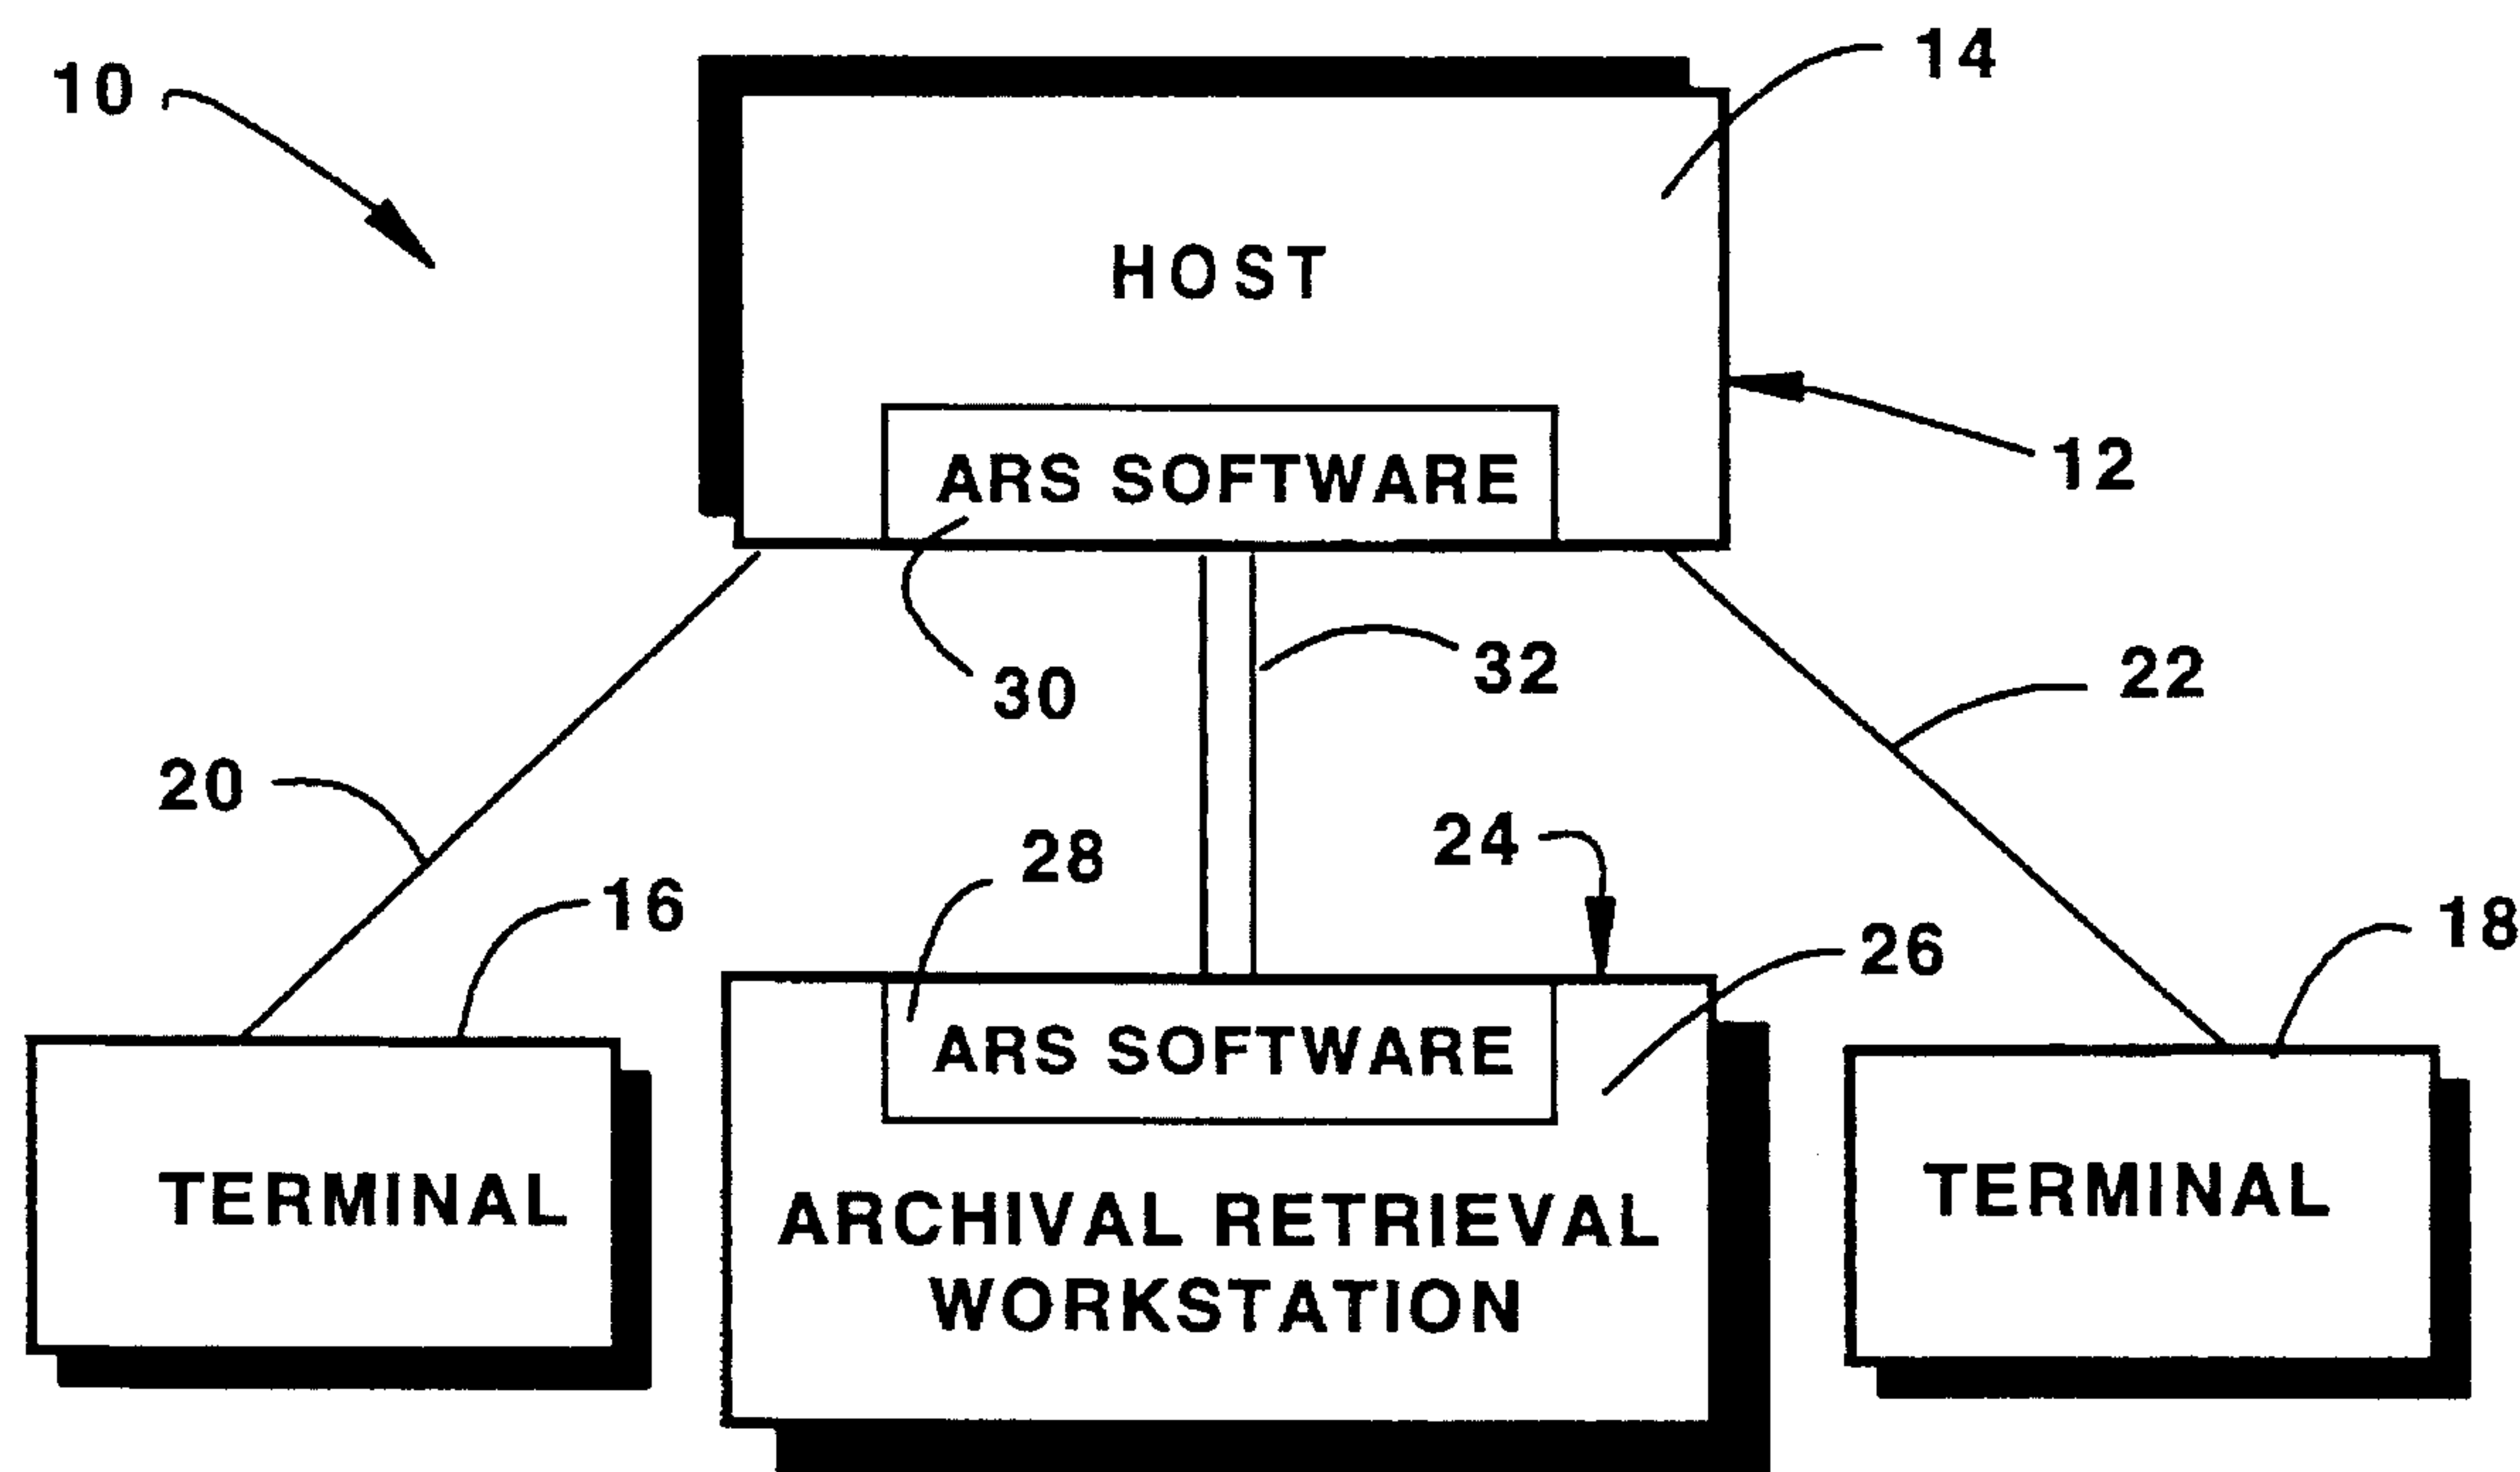 10
14
HOST
12
ARS SOFTWARE
30
32
22
20
28
24
16
26
18
ARS SOFTWARE
TERMINAL
ARCHIVAL RETRIEVAL
WORKSTATION
TERMINAL